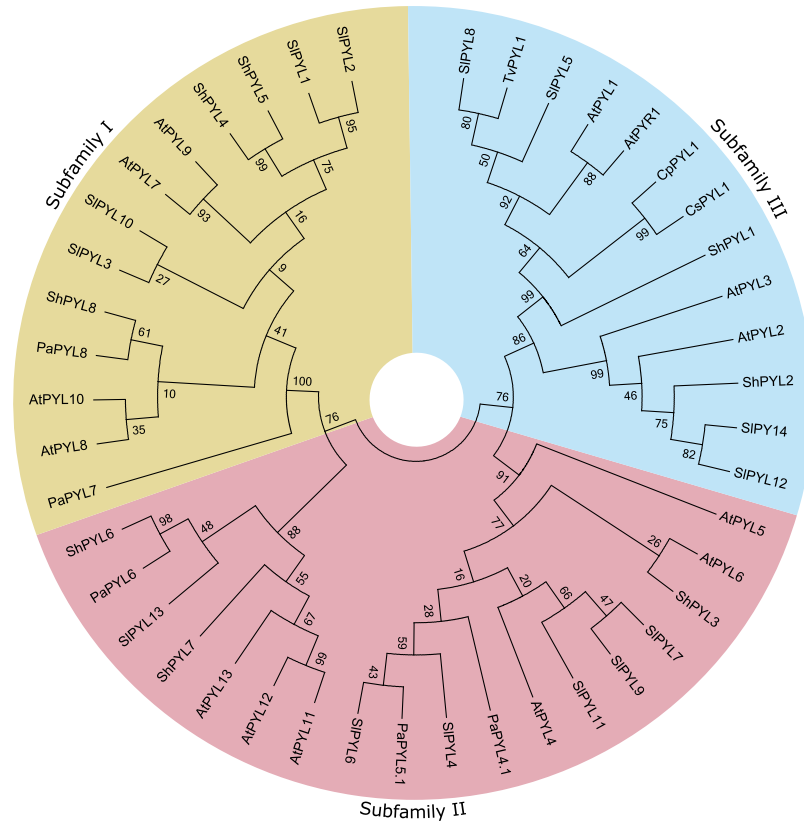 Subfamily I
SlPYL2
SlPYL1
ShPYL5
ShPYL4
AtPYL9
AtPYL7
SlPYL10
SlPYL3
ShPYL8
PaPYL8
AtPYL10
AtPYL8
PaPYL7
95
99
75
93
16
27
9
61
41
10
35
100
76
Subfamily III
SlPYL8
TvPYL1
SlPYL5
AtPYL1
AtPYR1
CpPYL1
CsPYL1
ShPYL1
AtPYL3
AtPYL2
ShPYL2
SlPY14
SlPYL12
80
50
92
88
99
64
99
86
99
46
75
82
76
Subfamily II
AtPYL5
AtPYL6
ShPYL3
SlPYL7
SlPYL9
SlPYL11
AtPYL4
PaPYL4.1
SlPYL4
PaPYL5.1
SlPYL6
AtPYL11
AtPYL12
AtPYL13
ShPYL7
SlPYL13
PaPYL6
ShPYL6
91
77
26
47
66
20
16
28
59
43
99
67
55
88
48
98